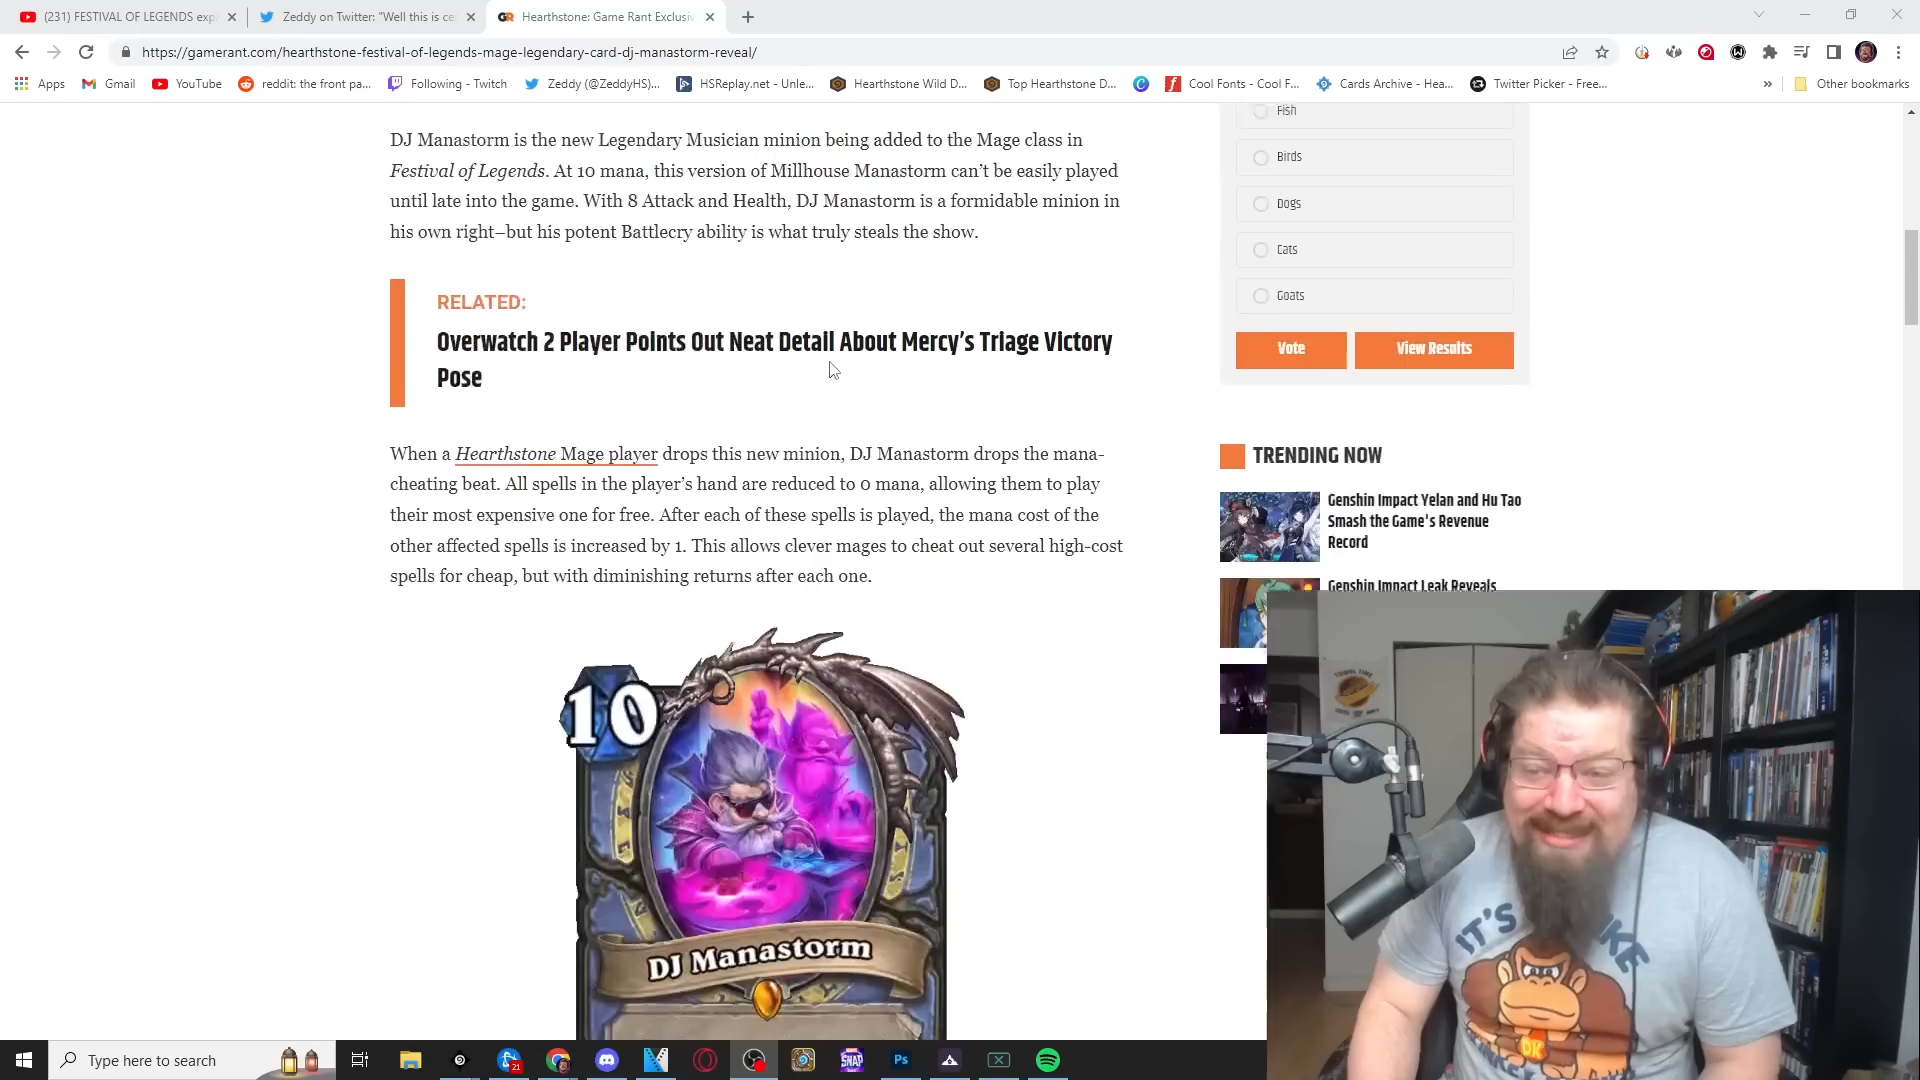 (231) FESTIVAL OF LEGENDS exp
Zeddy on Twitter: "Well this is ce
GR
Hearthstone: Game Rant Exclusiv
https://gamerant.com/hearthstone-festival-of-legends-mage-legendary-card-dj-manastorm-reveal/
Apps
Gmail
YouTube
reddit: the front pa...
Following - Twitch
Zeddy (@ZeddyHS)...
HSReplay.net - Unle...
Hearthstone Wild D...
Top Hearthstone D...
Cool Fonts - Cool F...
Cards Archive - Hea...
Twitter Picker - Free...
»
Other bookmarks
DJ Manastorm is the new Legendary Musician minion being added to the Mage class in
Festival of Legends. At 10 mana, this version of Millhouse Manastorm can't be easily played
until late into the game. With 8 Attack and Health, DJ Manastorm is a formidable minion in
his own right–but his potent Battlecry ability is what truly steals the show.
RELATED:
Overwatch 2 Player Points Out Neat Detail About Mercy's Triage Victory
Pose
When a Hearthstone Mage player drops this new minion, DJ Manastorm drops the mana-
cheating beat. All spells in the player's hand are reduced to 0 mana, allowing them to play
their most expensive one for free. After each of these spells is played, the mana cost of the
other affected spells is increased by 1. This allows clever mages to cheat out several high-cost
spells for cheap, but with diminishing returns after each one.
10
DJ Manastorm
Fish
Birds
Dogs
Cats
Goats
Vote
View Results
TRENDING NOW
Genshin Impact Yelan and Hu Tao
Smash the Game's Revenue
Record
Genshin Impact Leak Reveals
IT'S
KE
DK
Type here to search
21
SNAP
Ps